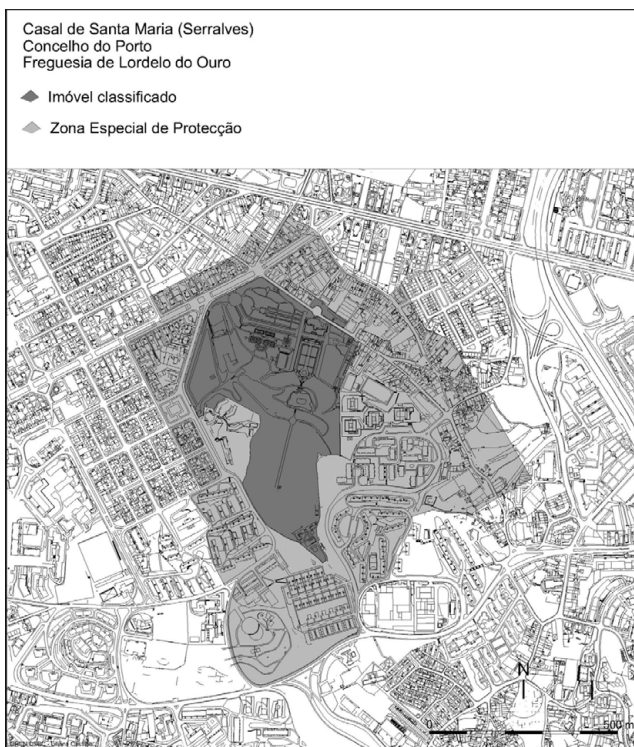 Casal de Santa Maria (Serralves)
Concelho do Porto
Freguesia de Lordelo do Ouro
Imóvel classificado
Zona Especial de Protecção
N
0
500 m